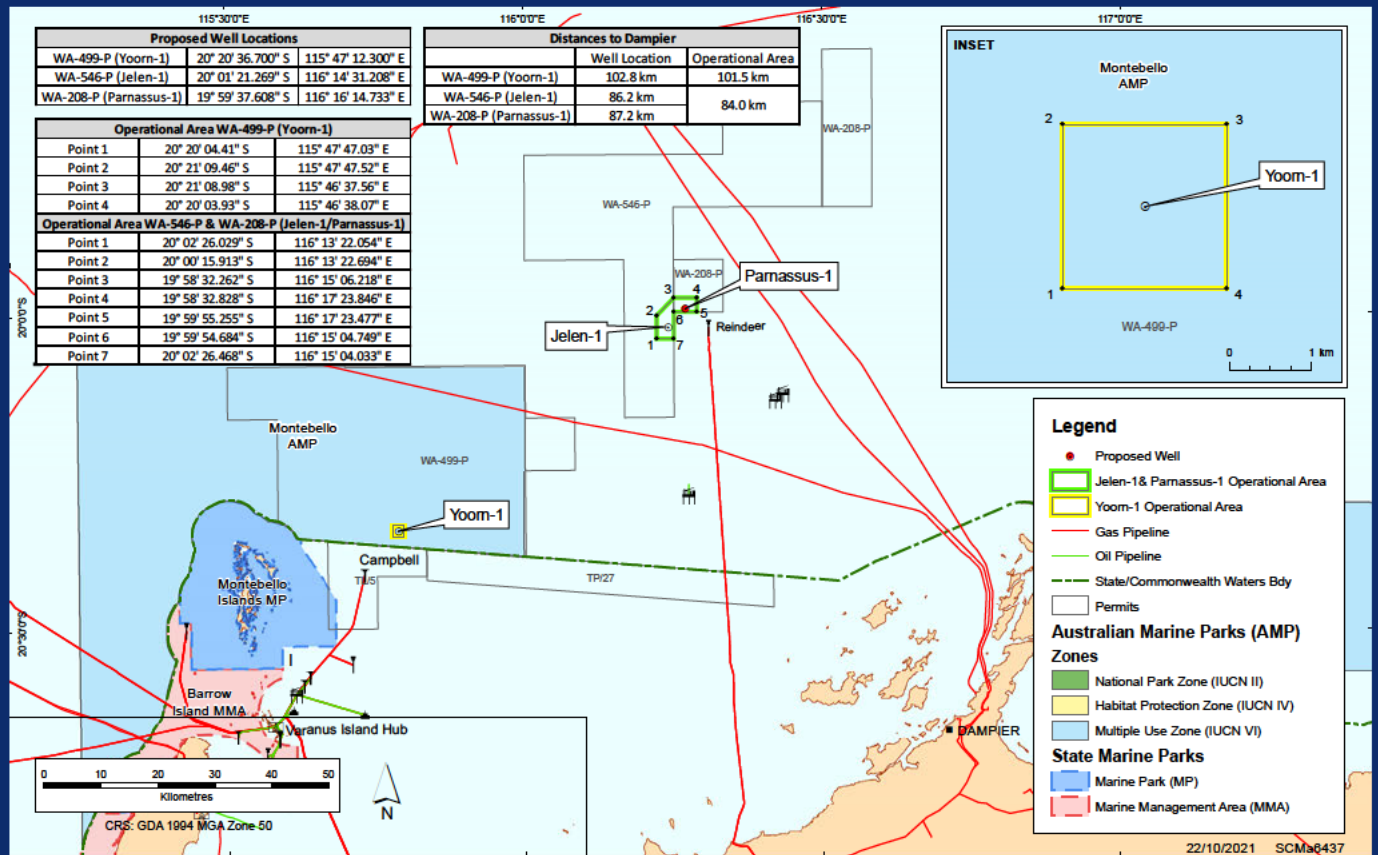 115°30'0"E 116°0'0"E 116°30'0"E 117°0'0"E
Proposed Well Locations
WA-499-P (Yoorn-1) 20° 20' 36.700" S 115° 47' 12.300" E
WA-546-P (Jelen-1) 20° 01' 21.269" S 116° 14' 31.208" E
WA-208-P (Parnassus-1) 19° 59' 37.608" S 116° 16' 14.733" E
Distances to Dampier
Well Location Operational Area
WA-499-P (Yoorn-1) 102.8 km 101.5 km
WA-546-P (Jelen-1) 86.2 km 84.0 km
WA-208-P (Parnassus-1) 87.2 km
Operational Area WA-499-P (Yoorn-1)
Point 1 20° 20' 04.41" S 115° 47' 47.03" E
Point 2 20° 21' 09.46" S 115° 47' 47.52" E
Point 3 20° 21' 08.98" S 115° 46' 37.56" E
Point 4 20° 20' 03.93" S 115° 46' 38.07" E
Operational Area WA-546-P & WA-208-P (Jelen-1/Parnassus-1)
Point 1 20° 02' 26.029" S 116° 13' 22.054" E
Point 2 20° 00' 15.913" S 116° 13' 22.694" E
Point 3 19° 58' 32.262" S 116° 15' 06.218" E
Point 4 19° 58' 32.828" S 116° 17' 23.846" E
Point 5 19° 59' 55.255" S 116° 17' 23.477" E
Point 6 19° 59' 54.684" S 116° 15' 04.749" E
Point 7 20° 02' 26.468" S 116° 15' 04.033" E
INSET
Montebello
AMP
2 3
Yoorn-1
1 4
WA-499-P
0 1 km
WA-208-P
WA-546-P
WA-208-P
Parnassus-1
3 4
2 6 5
Jelen-1
Reindeer
1 7
20°0'0"S
Montebello
AMP
WA-499-P
Yoorn-1
Campbell
TP/5
TP/27
Montebello
Islands MP
20°30'0"S
Barrow
Island MMA
Varanus Island Hub
DAMPIER
0 10 20 30 40 50
Kilometres
N
CRS: GDA 1994 MGA Zone 50
Legend
Proposed Well
Jelen-1& Parnassus-1 Operational Area
Yoorn-1 Operational Area
Gas Pipeline
Oil Pipeline
State/Commonwealth Waters Bdy
Permits
Australian Marine Parks (AMP)
Zones
National Park Zone (IUCN II)
Habitat Protection Zone (IUCN IV)
Multiple Use Zone (IUCN VI)
State Marine Parks
Marine Park (MP)
Marine Management Area (MMA)
22/10/2021 SCMa6437